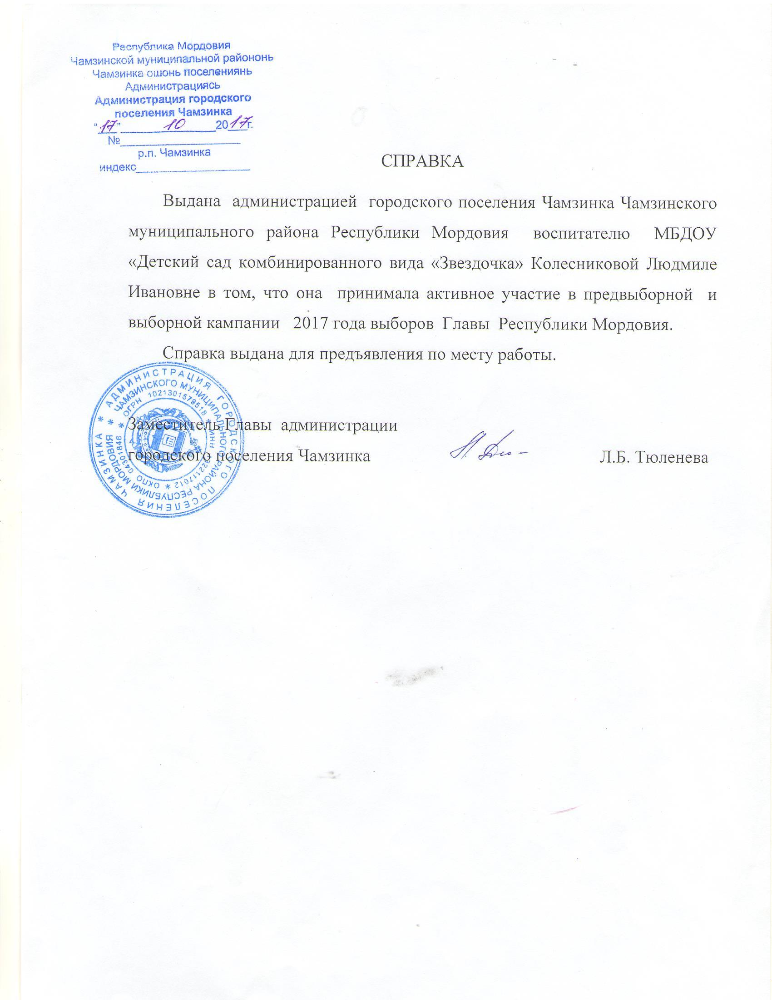 Республика Мордовия
Чамзинской муниципальной райононь
Чамзинка ошонь поселениянь
Администрациясь
Администрация городского
поселения Чамзинка
“17” 10 2017г.
№
р.п. Чамзинка
индекс
СПРАВКА
Выдана администрацией городского поселения Чамзинка Чамзинского
муниципального района Республики Мордовия воспитателю МБДОУ
«Детский сад комбинированного вида «Звездочка» Колесниковой Людмиле
Ивановне в том, что она принимала активное участие в предвыборной и
выборной кампании 2017 года выборов Главы Республики Мордовия.
Справка выдана для предъявления по месту работы.
Заместитель Главы администрации
городского поселения Чамзинка Л.Б. Тюленева
* АДМИНИСТРАЦИЯ ГОРОДСКОГО ПОСЕЛЕНИЯ ЧАМЗИНКА
* ЧАМЗИНСКОГО МУНИЦИПАЛЬНОГО РАЙОНА РЕСПУБЛИКИ МОРДОВИЯ
* ОГРН 1021301579518 * ИНН 1322117012 * ОКПО 04301846